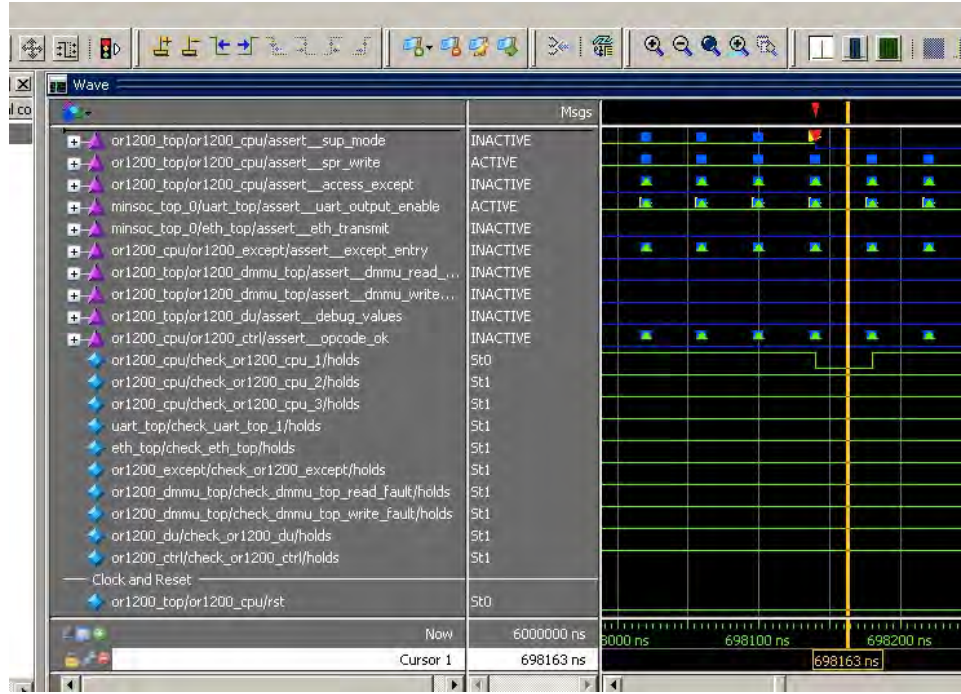 l co
Wave
Msgs
or1200_top/or1200_cpu/assert__sup_mode INACTIVE
or1200_top/or1200_cpu/assert__spr_write ACTIVE
or1200_top/or1200_cpu/assert__access_except INACTIVE
minsoc_top_0/uart_top/assert__uart_output_enable ACTIVE
minsoc_top_0/eth_top/assert__eth_transmit INACTIVE
or1200_cpu/or1200_except/assert__except_entry INACTIVE
or1200_top/or1200_dmmu_top/assert__dmmu_read_... INACTIVE
or1200_top/or1200_dmmu_top/assert__dmmu_write... INACTIVE
or1200_top/or1200_du/assert__debug_values INACTIVE
or1200_cpu/or1200_ctrl/assert__opcode_ok INACTIVE
or1200_cpu/check_or1200_cpu_1/holds St0
or1200_cpu/check_or1200_cpu_2/holds St1
or1200_cpu/check_or1200_cpu_3/holds St1
uart_top/check_uart_top_1/holds St1
eth_top/check_eth_top/holds St1
or1200_except/check_or1200_except/holds St1
or1200_dmmu_top/check_dmmu_top_read_fault/holds St1
or1200_dmmu_top/check_dmmu_top_write_fault/holds St1
or1200_du/check_or1200_du/holds St1
or1200_ctrl/check_or1200_ctrl/holds St1
Clock and Reset
or1200_top/or1200_cpu/rst St0
Now 6000000 ns 8000 ns 698100 ns 698200 ns
Cursor 1 698163 ns 698163 ns